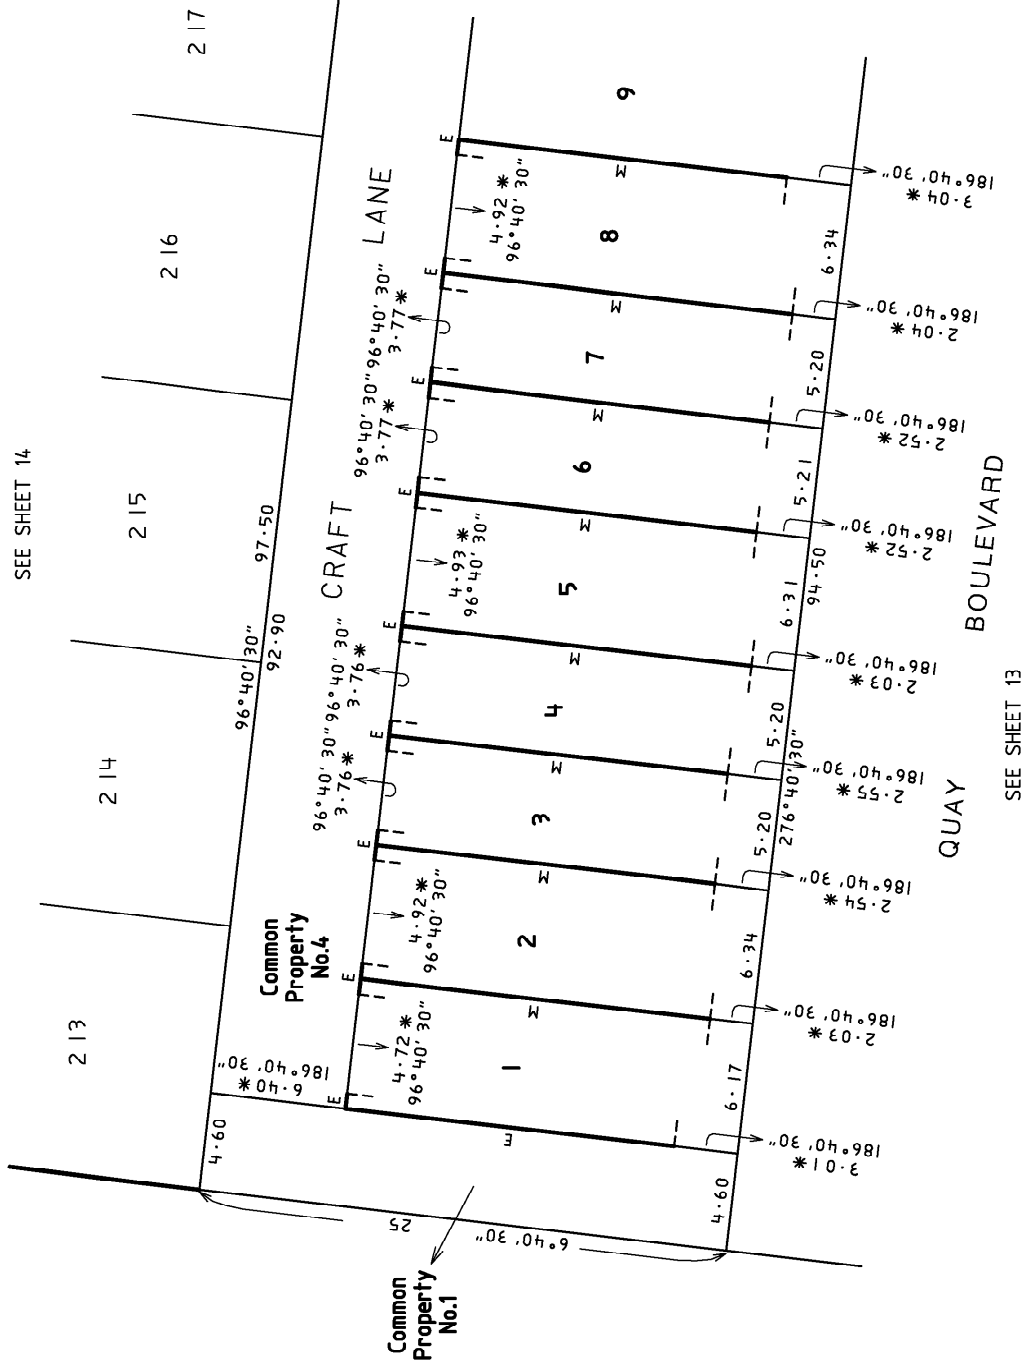 SEE SHEET 14
213
214
215
216
217
4·60
97·50
96°40'30"
92·90
6·40*
186°40'30"
Common
Property
No.4
CRAFT LANE
96°40'30"
3·76*
96°40'30"
3·76*
96°40'30"
3·77*
96°40'30"
3·77*
E
E
E
E
E
E
E
E
E
4·72*
96°40'30"
4·92*
96°40'30"
4·93*
96°40'30"
4·92*
96°40'30"
1
2
3
4
5
6
7
8
9
E
M
M
M
M
M
M
M
M
25
6°40'30"
Common
Property
No.1
4·60
6·17
6·34
5·20
5·20
6·31
5·21
5·20
6·34
276°40'30"
94·50
186°40'30"
3·01*
186°40'30"
2·03*
186°40'30"
2·54*
186°40'30"
2·55*
186°40'30"
2·03*
186°40'30"
2·52*
186°40'30"
2·52*
186°40'30"
2·04*
186°40'30"
3·04*
QUAY BOULEVARD
SEE SHEET 13